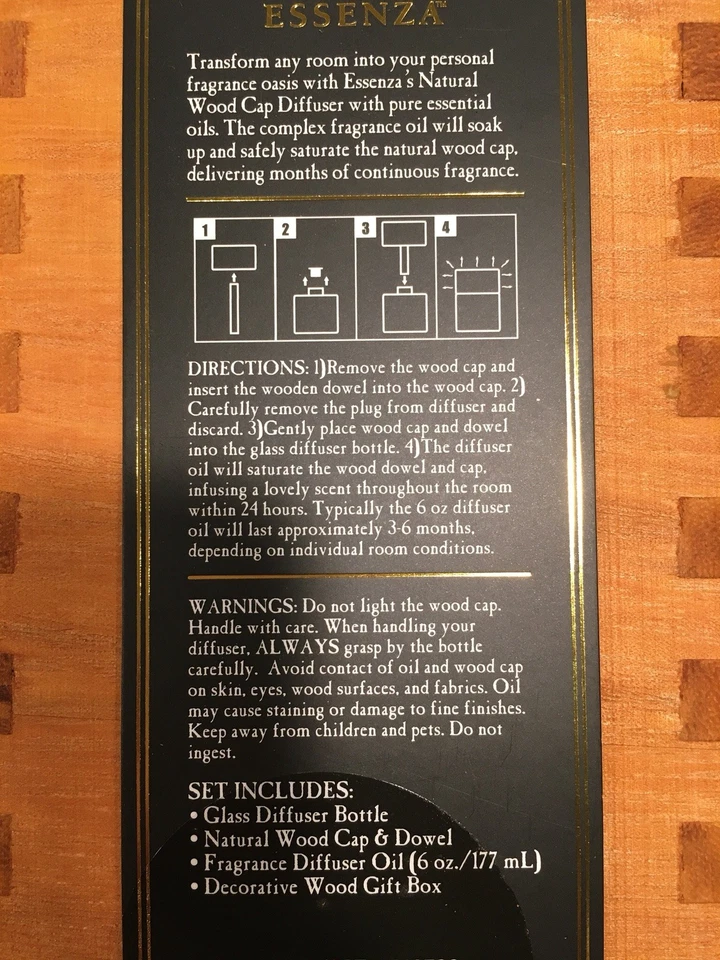 ESSENZA™
Transform any room into your personal
fragrance oasis with Essenza's Natural
Wood Cap Diffuser with pure essential
oils. The complex fragrance oil will soak
up and safely saturate the natural wood cap,
delivering months of continuous fragrance.
1 2 3 4
DIRECTIONS: 1)Remove the wood cap and
insert the wooden dowel into the wood cap. 2)
Carefully remove the plug from diffuser and
discard. 3)Gently place wood cap and dowel
into the glass diffuser bottle. 4)The diffuser
oil will saturate the wood dowel and cap,
infusing a lovely scent throughout the room
within 24 hours. Typically the 6 oz diffuser
oil will last approximately 3-6 months,
depending on individual room conditions.
WARNINGS: Do not light the wood cap.
Handle with care. When handling your
diffuser, ALWAYS grasp by the bottle
carefully. Avoid contact of oil and wood cap
on skin, eyes, wood surfaces, and fabrics. Oil
may cause staining or damage to fine finishes.
Keep away from children and pets. Do not
ingest.
SET INCLUDES:
• Glass Diffuser Bottle
• Natural Wood Cap & Dowel
• Fragrance Diffuser Oil (6 oz./177 mL)
• Decorative Wood Gift Box